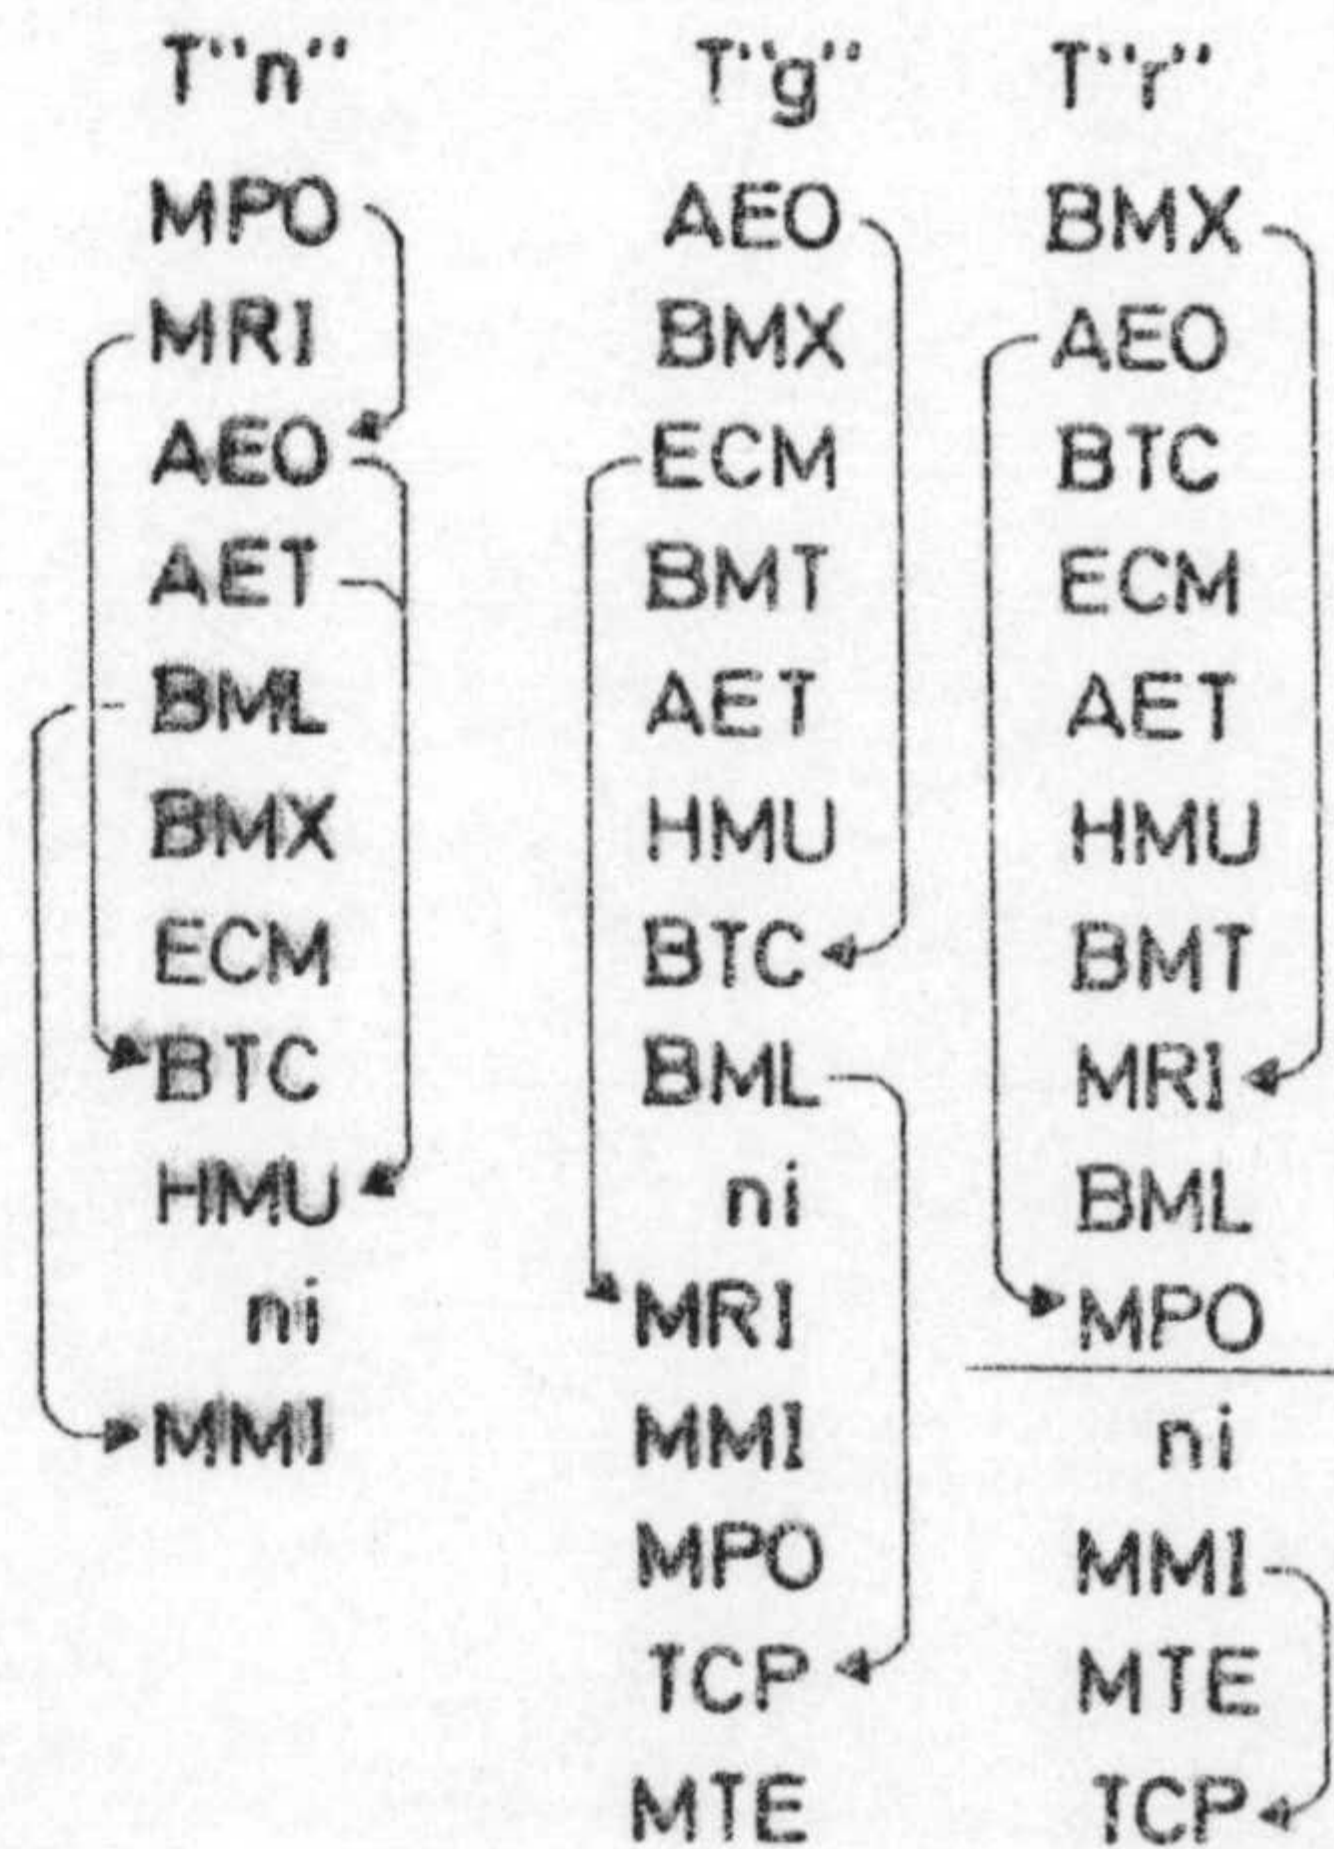 T"n" T"g" T"r"
MPO AEO BMX
MRI BMX AEO
AEO ECM BTC
AET BMT ECM
BML AET AET
BMX HMU HMU
ECM BTC BMT
BTC BML MRI
HMU ni BML
ni MRI MPO
MMI MMI ni
MPO MMI
TCP MTE
MTE TCP